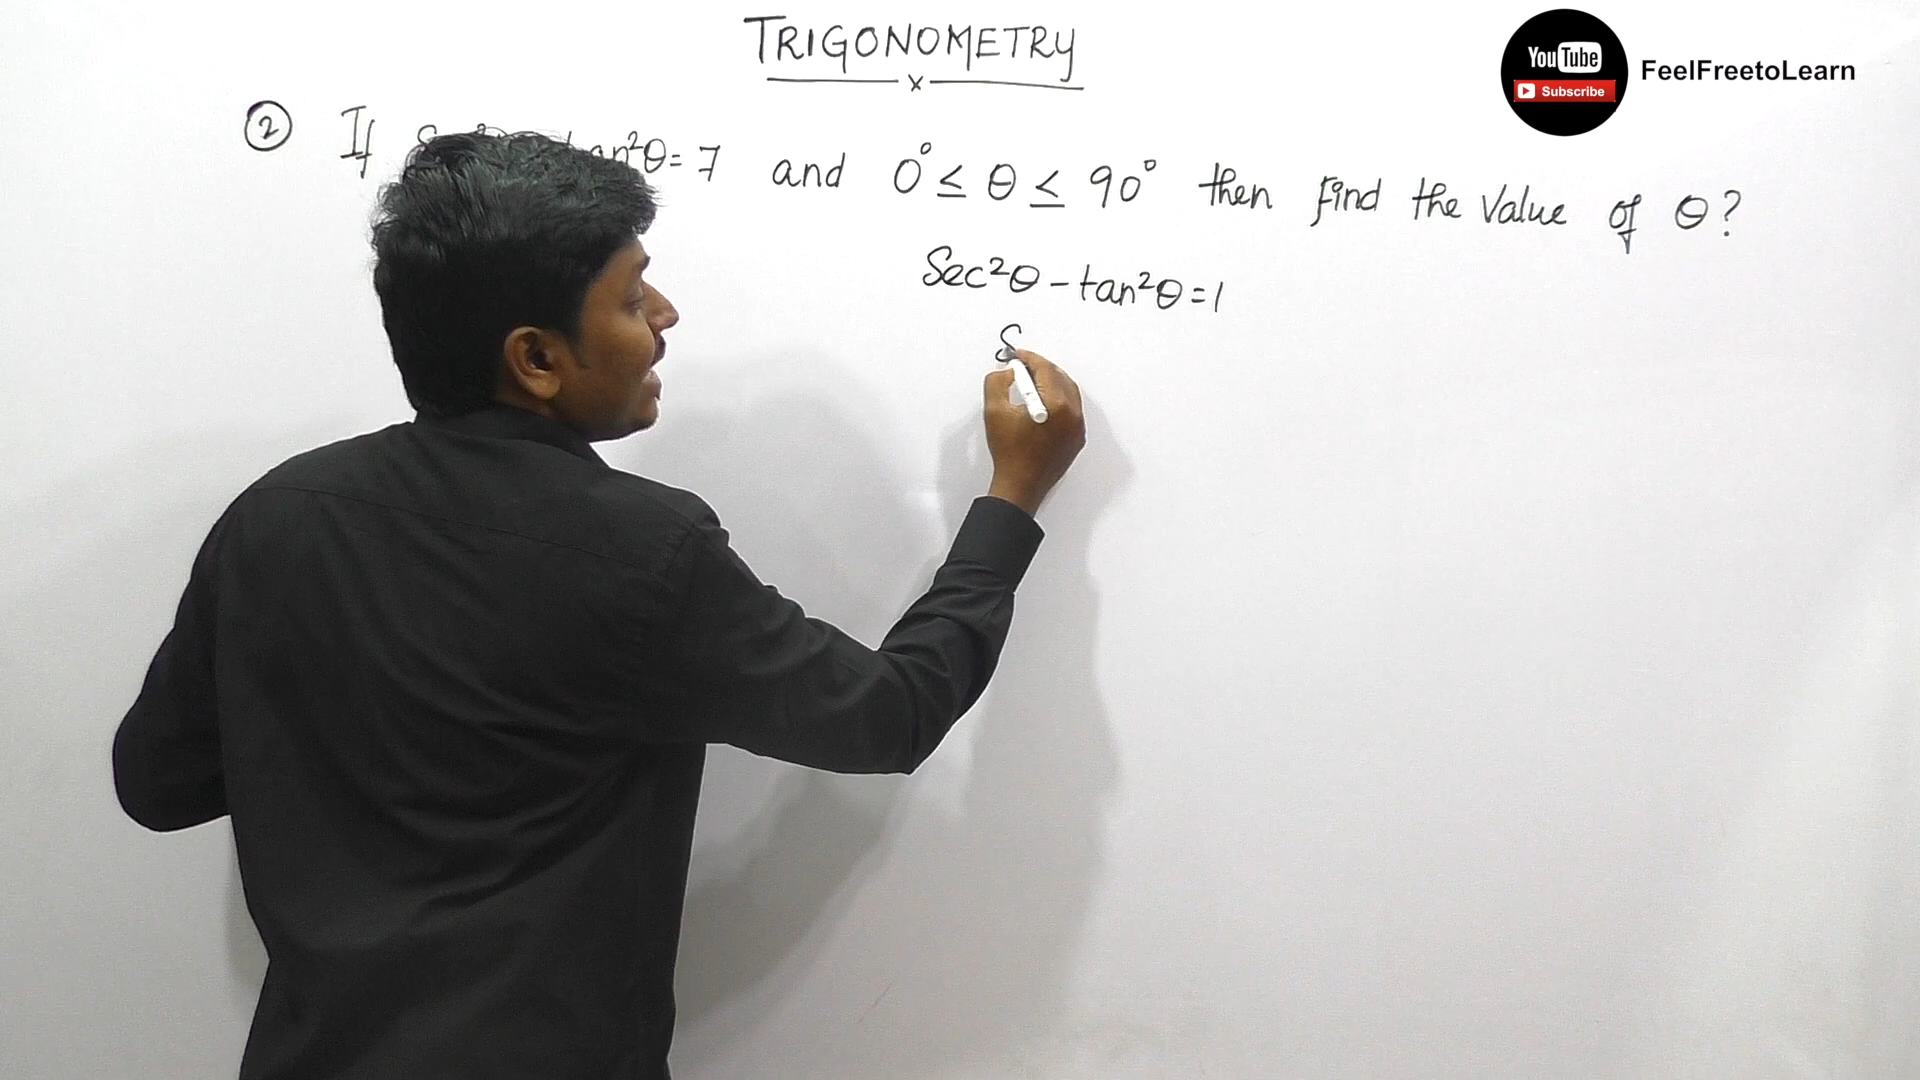 TRIGONOMETRY
x
② If tan²θ = 7 and 0° ≤ θ ≤ 90° then find the value of θ?
Sec²θ – tan²θ = 1
S
YouTube
Subscribe
FeelFreetoLearn